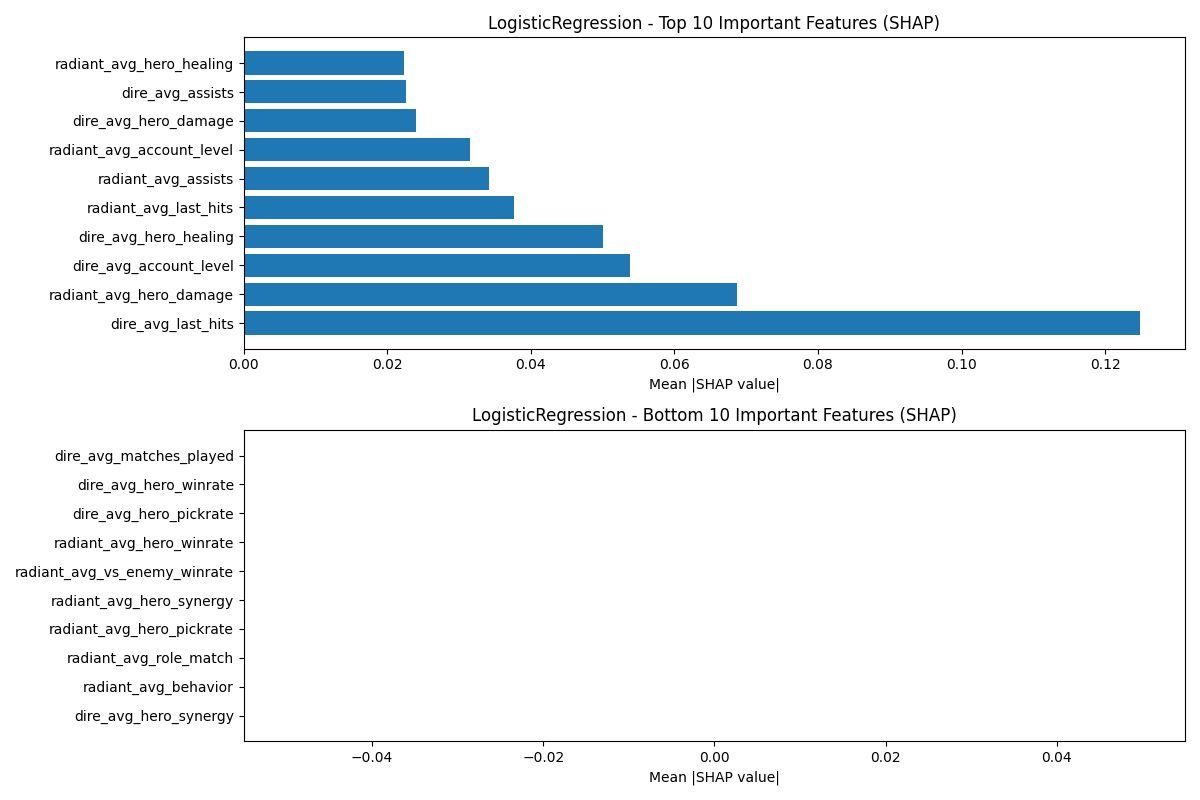 LogisticRegression - Top 10 Important Features (SHAP)
radiant_avg_hero_healing
dire_avg_assists
dire_avg_hero_damage
radiant_avg_account_level
radiant_avg_assists
radiant_avg_last_hits
dire_avg_hero_healing
dire_avg_account_level
radiant_avg_hero_damage
dire_avg_last_hits
0.00 0.02 0.04 0.06 0.08 0.10 0.12
Mean |SHAP value|
LogisticRegression - Bottom 10 Important Features (SHAP)
dire_avg_matches_played
dire_avg_hero_winrate
dire_avg_hero_pickrate
radiant_avg_hero_winrate
radiant_avg_vs_enemy_winrate
radiant_avg_hero_synergy
radiant_avg_hero_pickrate
radiant_avg_role_match
radiant_avg_behavior
dire_avg_hero_synergy
−0.04 −0.02 0.00 0.02 0.04
Mean |SHAP value|